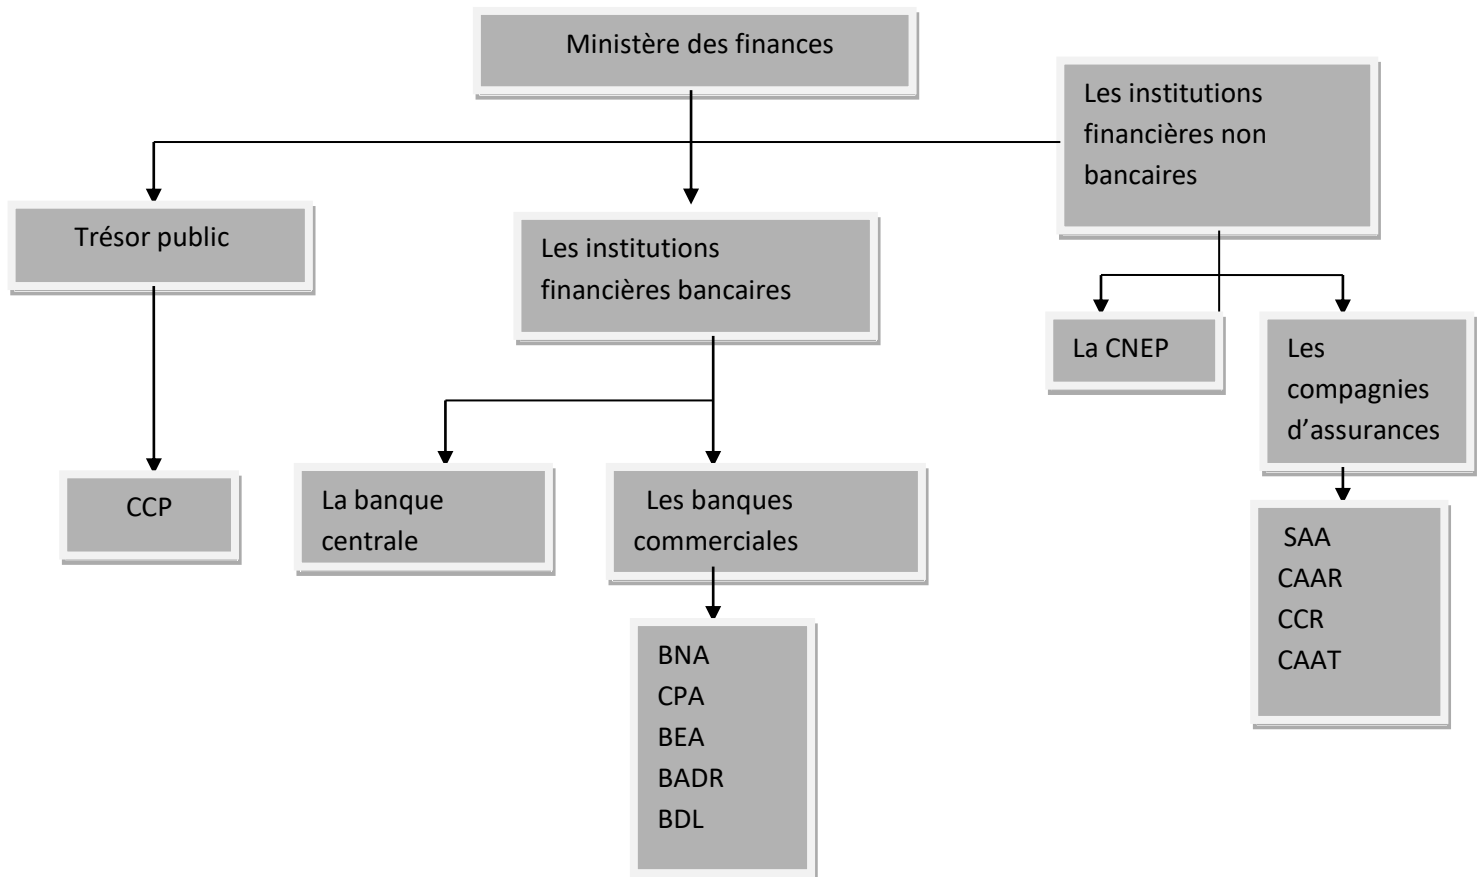 Ministère des finances
Les institutions
financières non
bancaires
Trésor public
Les institutions
financières bancaires
La CNEP
Les
compagnies
d’assurances
CCP
La banque
centrale
Les banques
commerciales
SAA
CAAR
CCR
CAAT
BNA
CPA
BEA
BADR
BDL